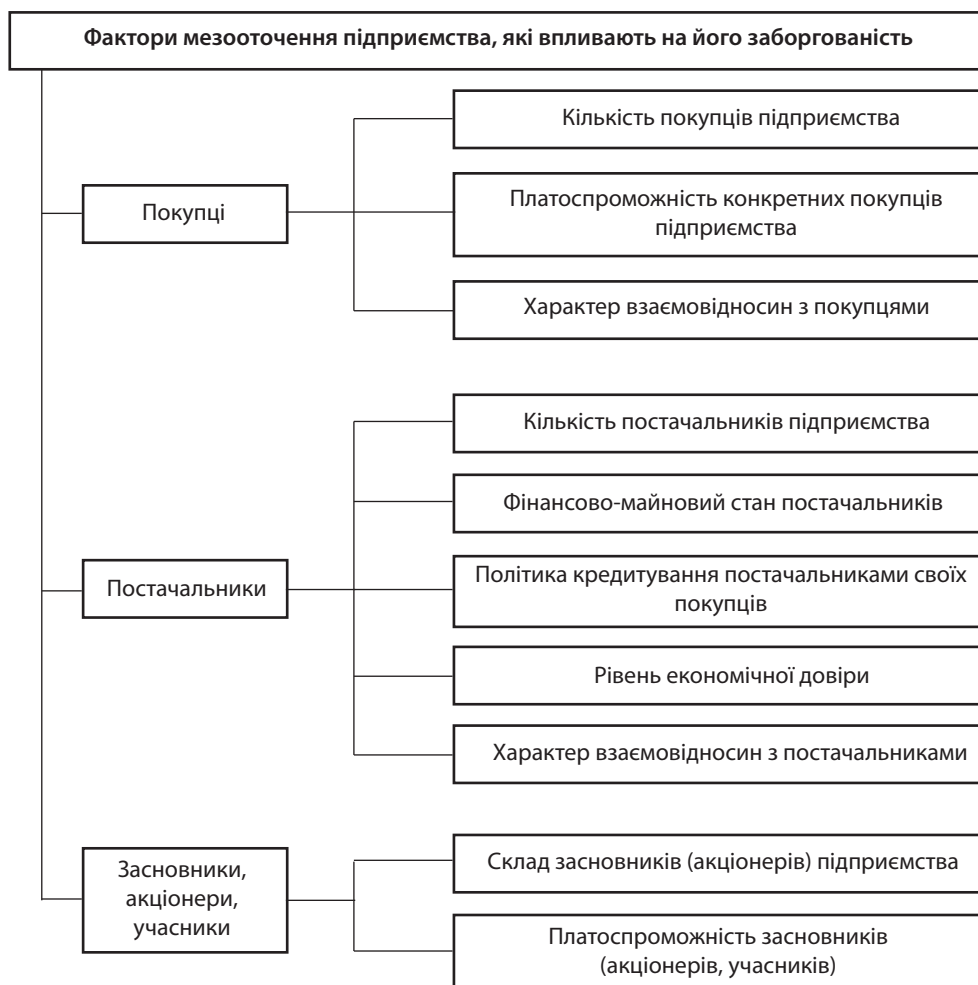 Фактори мезооточення підприємства, які впливають на його заборгованість
Покупці
Кількість покупців підприємства
Платоспроможність конкретних покупців
підприємства
Характер взаємовідносин з покупцями
Постачальники
Кількість постачальників підприємства
Фінансово-майновий стан постачальників
Політика кредитування постачальниками своїх
покупців
Рівень економічної довіри
Характер взаємовідносин з постачальниками
Засновники,
акціонери,
учасники
Склад засновників (акціонерів) підприємства
Платоспроможність засновників
(акціонерів, учасників)